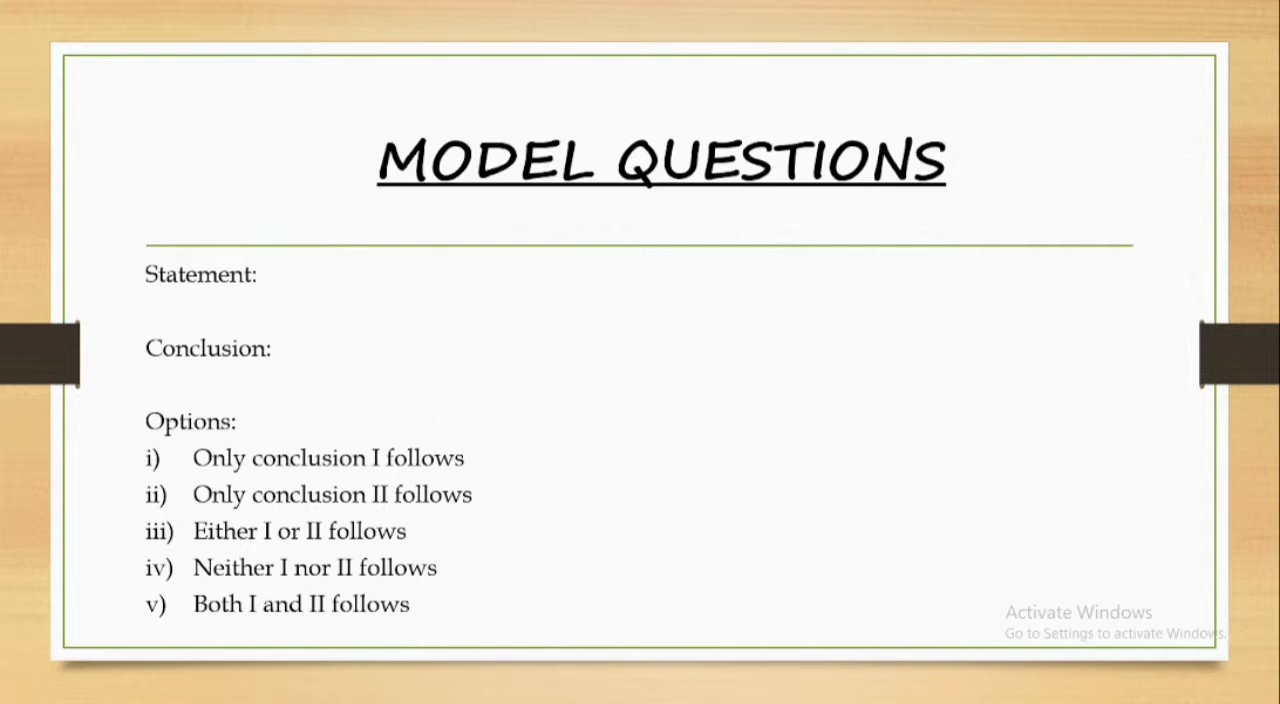 MODEL QUESTIONS
Statement:
Conclusion:
Options:
i) Only conclusion I follows
ii) Only conclusion II follows
iii) Either I or II follows
iv) Neither I nor II follows
v) Both I and II follows
Activate Windows
Go to Settings to activate Windows.